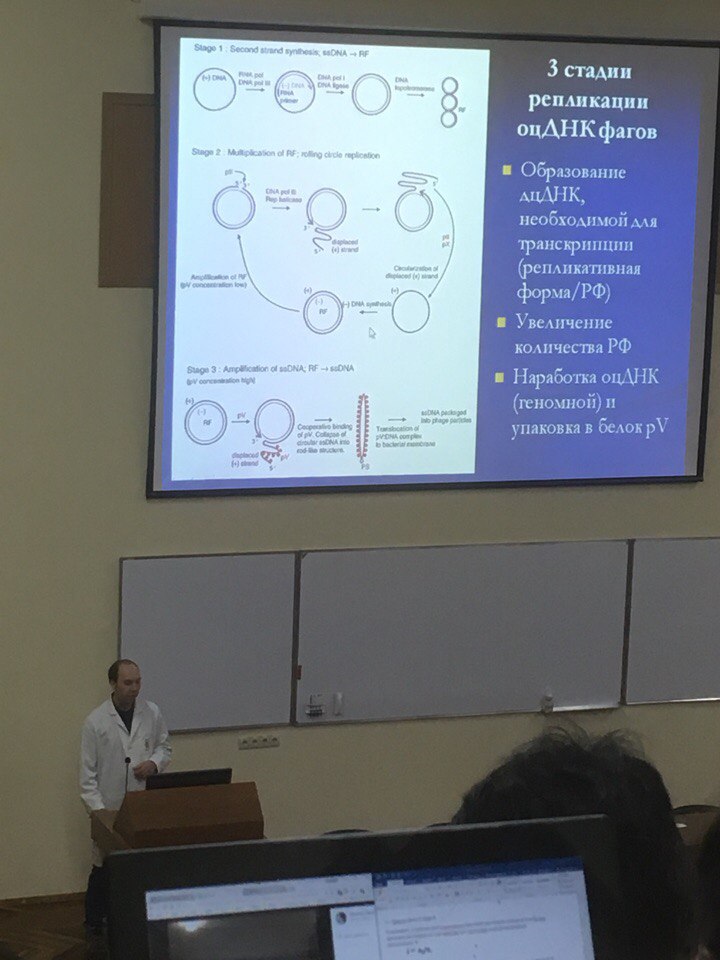 Stage 1 : Second strand synthesis; ssDNA → RF
(+) DNA
RNA pol
DNA pol III
(-) DNA
RNA
primer
DNA pol I
DNA ligase
DNA
topoisomerase
RF
Stage 2 : Multiplication of RF; rolling circle replication
pII
DNA pol III
Rep helicase
3'
5'
displaced
(+) strand
5'
pII
pX
Amplification of RF
(pV concentration low)
Circularization of
displaced (+) strand
(+)
(-)
RF
(-) DNA synthesis
(+)
Stage 3 : Amplification of ssDNA; RF → ssDNA
(pV concentration high)
(+)
(-)
RF
pV
3'
displaced
(+) strand
pV
5'
Cooperative binding
of pV. Collapse of
circular ssDNA into
rod-like structure.
PS
Translocation of
pV:DNA complex
to bacterial membrane
ssDNA packaged
into phage particles
3 стадии
репликации
оцДНК фагов
Образование
дцДНК,
необходимой для
транскрипции
(репликативная
форма/РФ)
Увеличение
количества РФ
Наработка оцДНК
(геномной) и
упаковка в белок pV